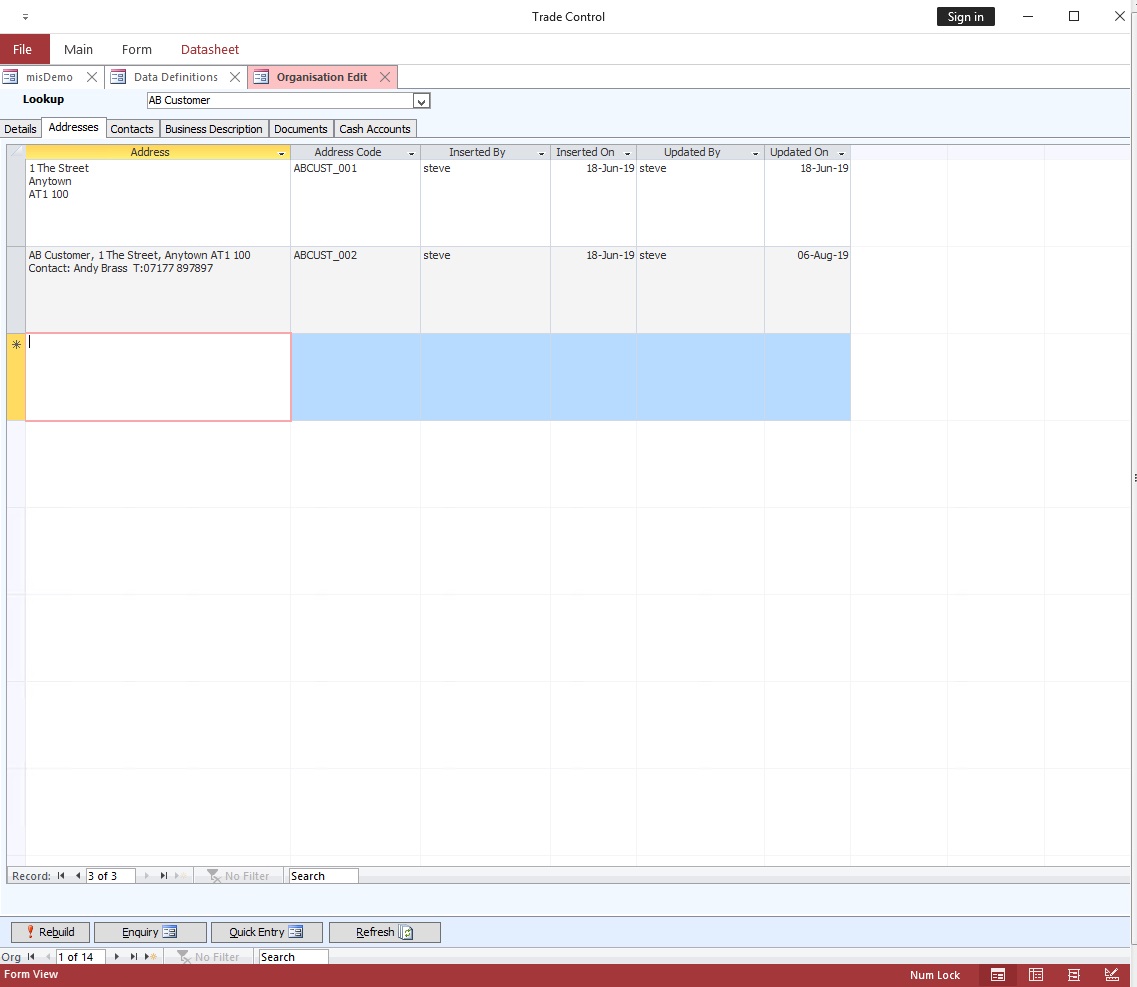 Trade Control
Sign in
File Main Form Datasheet
misDemo Data Definitions Organisation Edit
Lookup AB Customer
Details Addresses Contacts Business Description Documents Cash Accounts
Address Address Code Inserted By Inserted On Updated By Updated On
1 The Street ABCUST_001 steve 18-Jun-19 steve 18-Jun-19
Anytown
AT1 100
AB Customer, 1 The Street, Anytown AT1 100 ABCUST_002 steve 18-Jun-19 steve 06-Aug-19
Contact: Andy Brass T:07177 897897
Record: 3 of 3 No Filter Search
Rebuild Enquiry Quick Entry Refresh
Org 1 of 14 No Filter Search
Form View Num Lock